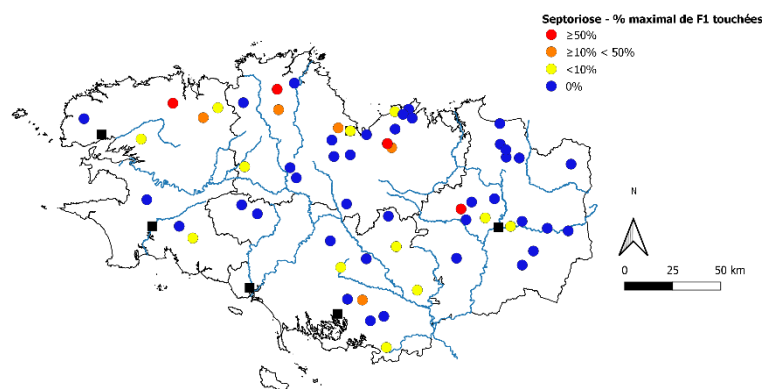 Septoriose - % maximal de F1 touchées
≥50%
≥10% < 50%
<10%
0%
N
0 25 50 km